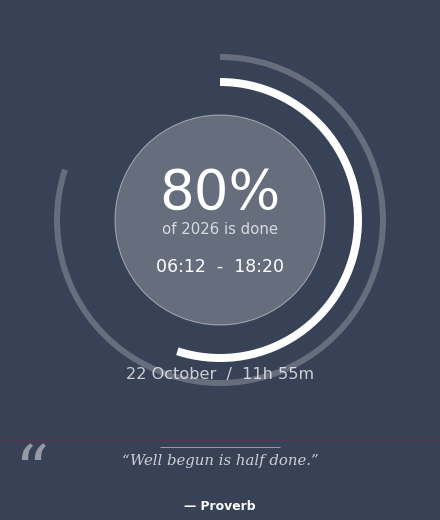 80%
of 2026 is done
06:12 - 18:20
22 October / 11h 55m
“
“Well begun is half done.”
— Proverb